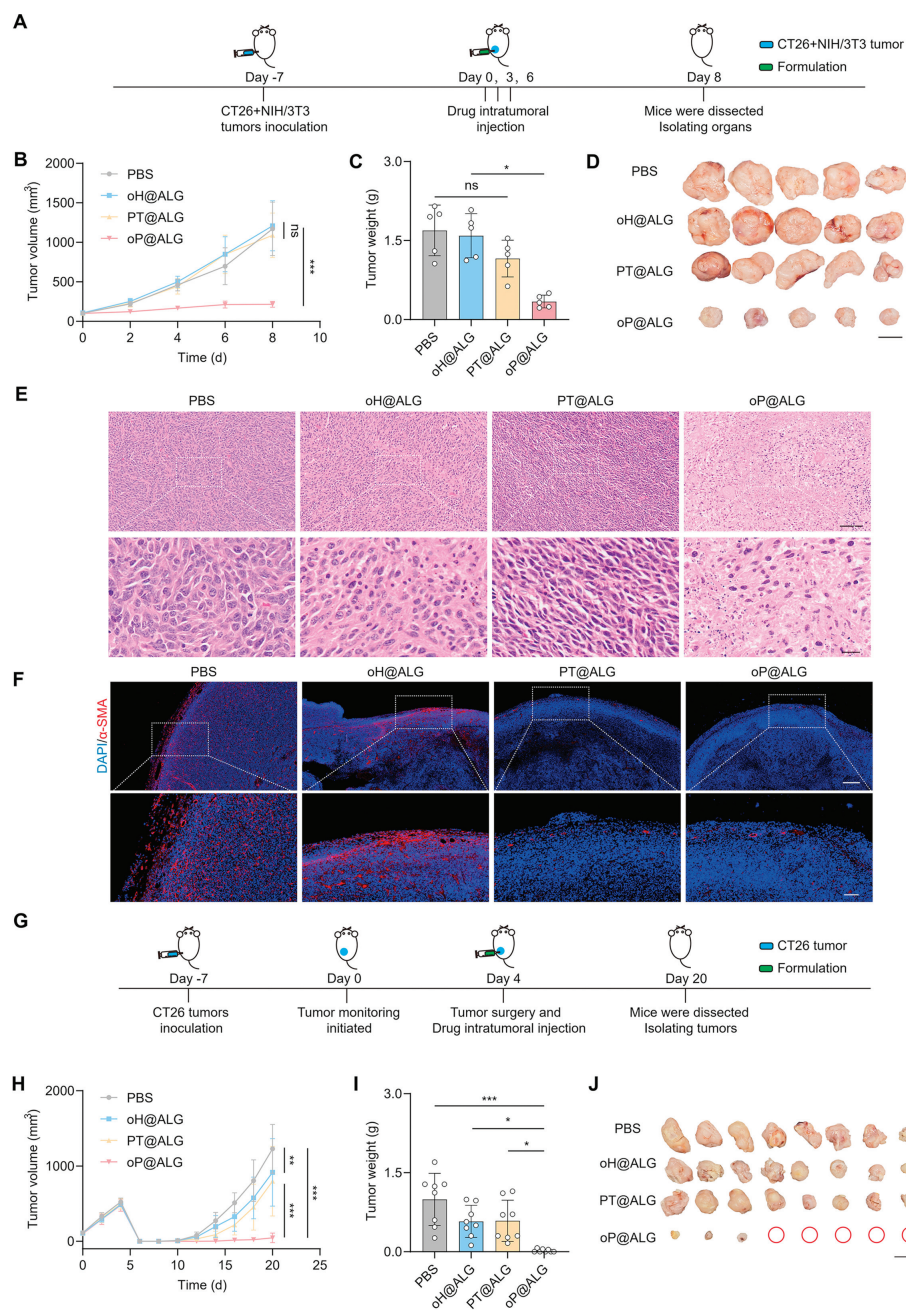 A
CT26+NIH/3T3 tumor
Formulation
Day -7
Day 0, 3, 6
Day 8
CT26+NIH/3T3
tumors inoculation
Drug intratumoral
injection
Mice were dissected
Isolating organs
B
Tumor volume (mm³)
2000
1500
1000
500
0
0 2 4 6 8 10
Time (d)
PBS
oH@ALG
PT@ALG
oP@ALG
ns
***
C
Tumor weight (g)
3.0
1.5
0.0
*
ns
PBS
oH@ALG
PT@ALG
oP@ALG
D
PBS
oH@ALG
PT@ALG
oP@ALG
E
PBS oH@ALG PT@ALG oP@ALG
F
PBS oH@ALG PT@ALG oP@ALG
DAPI/α-SMA
G
CT26 tumor
Formulation
Day -7
Day 0
Day 4
Day 20
CT26 tumors
inoculation
Tumor monitoring
initiated
Tumor surgery and
Drug intratumoral injection
Mice were dissected
Isolating tumors
H
Tumor volume (mm³)
2000
1000
0
0 5 10 15 20 25
Time (d)
PBS
oH@ALG
PT@ALG
oP@ALG
**
***
***
I
Tumor weight (g)
3.0
1.5
0.0
***
*
*
PBS
oH@ALG
PT@ALG
oP@ALG
J
PBS
oH@ALG
PT@ALG
oP@ALG